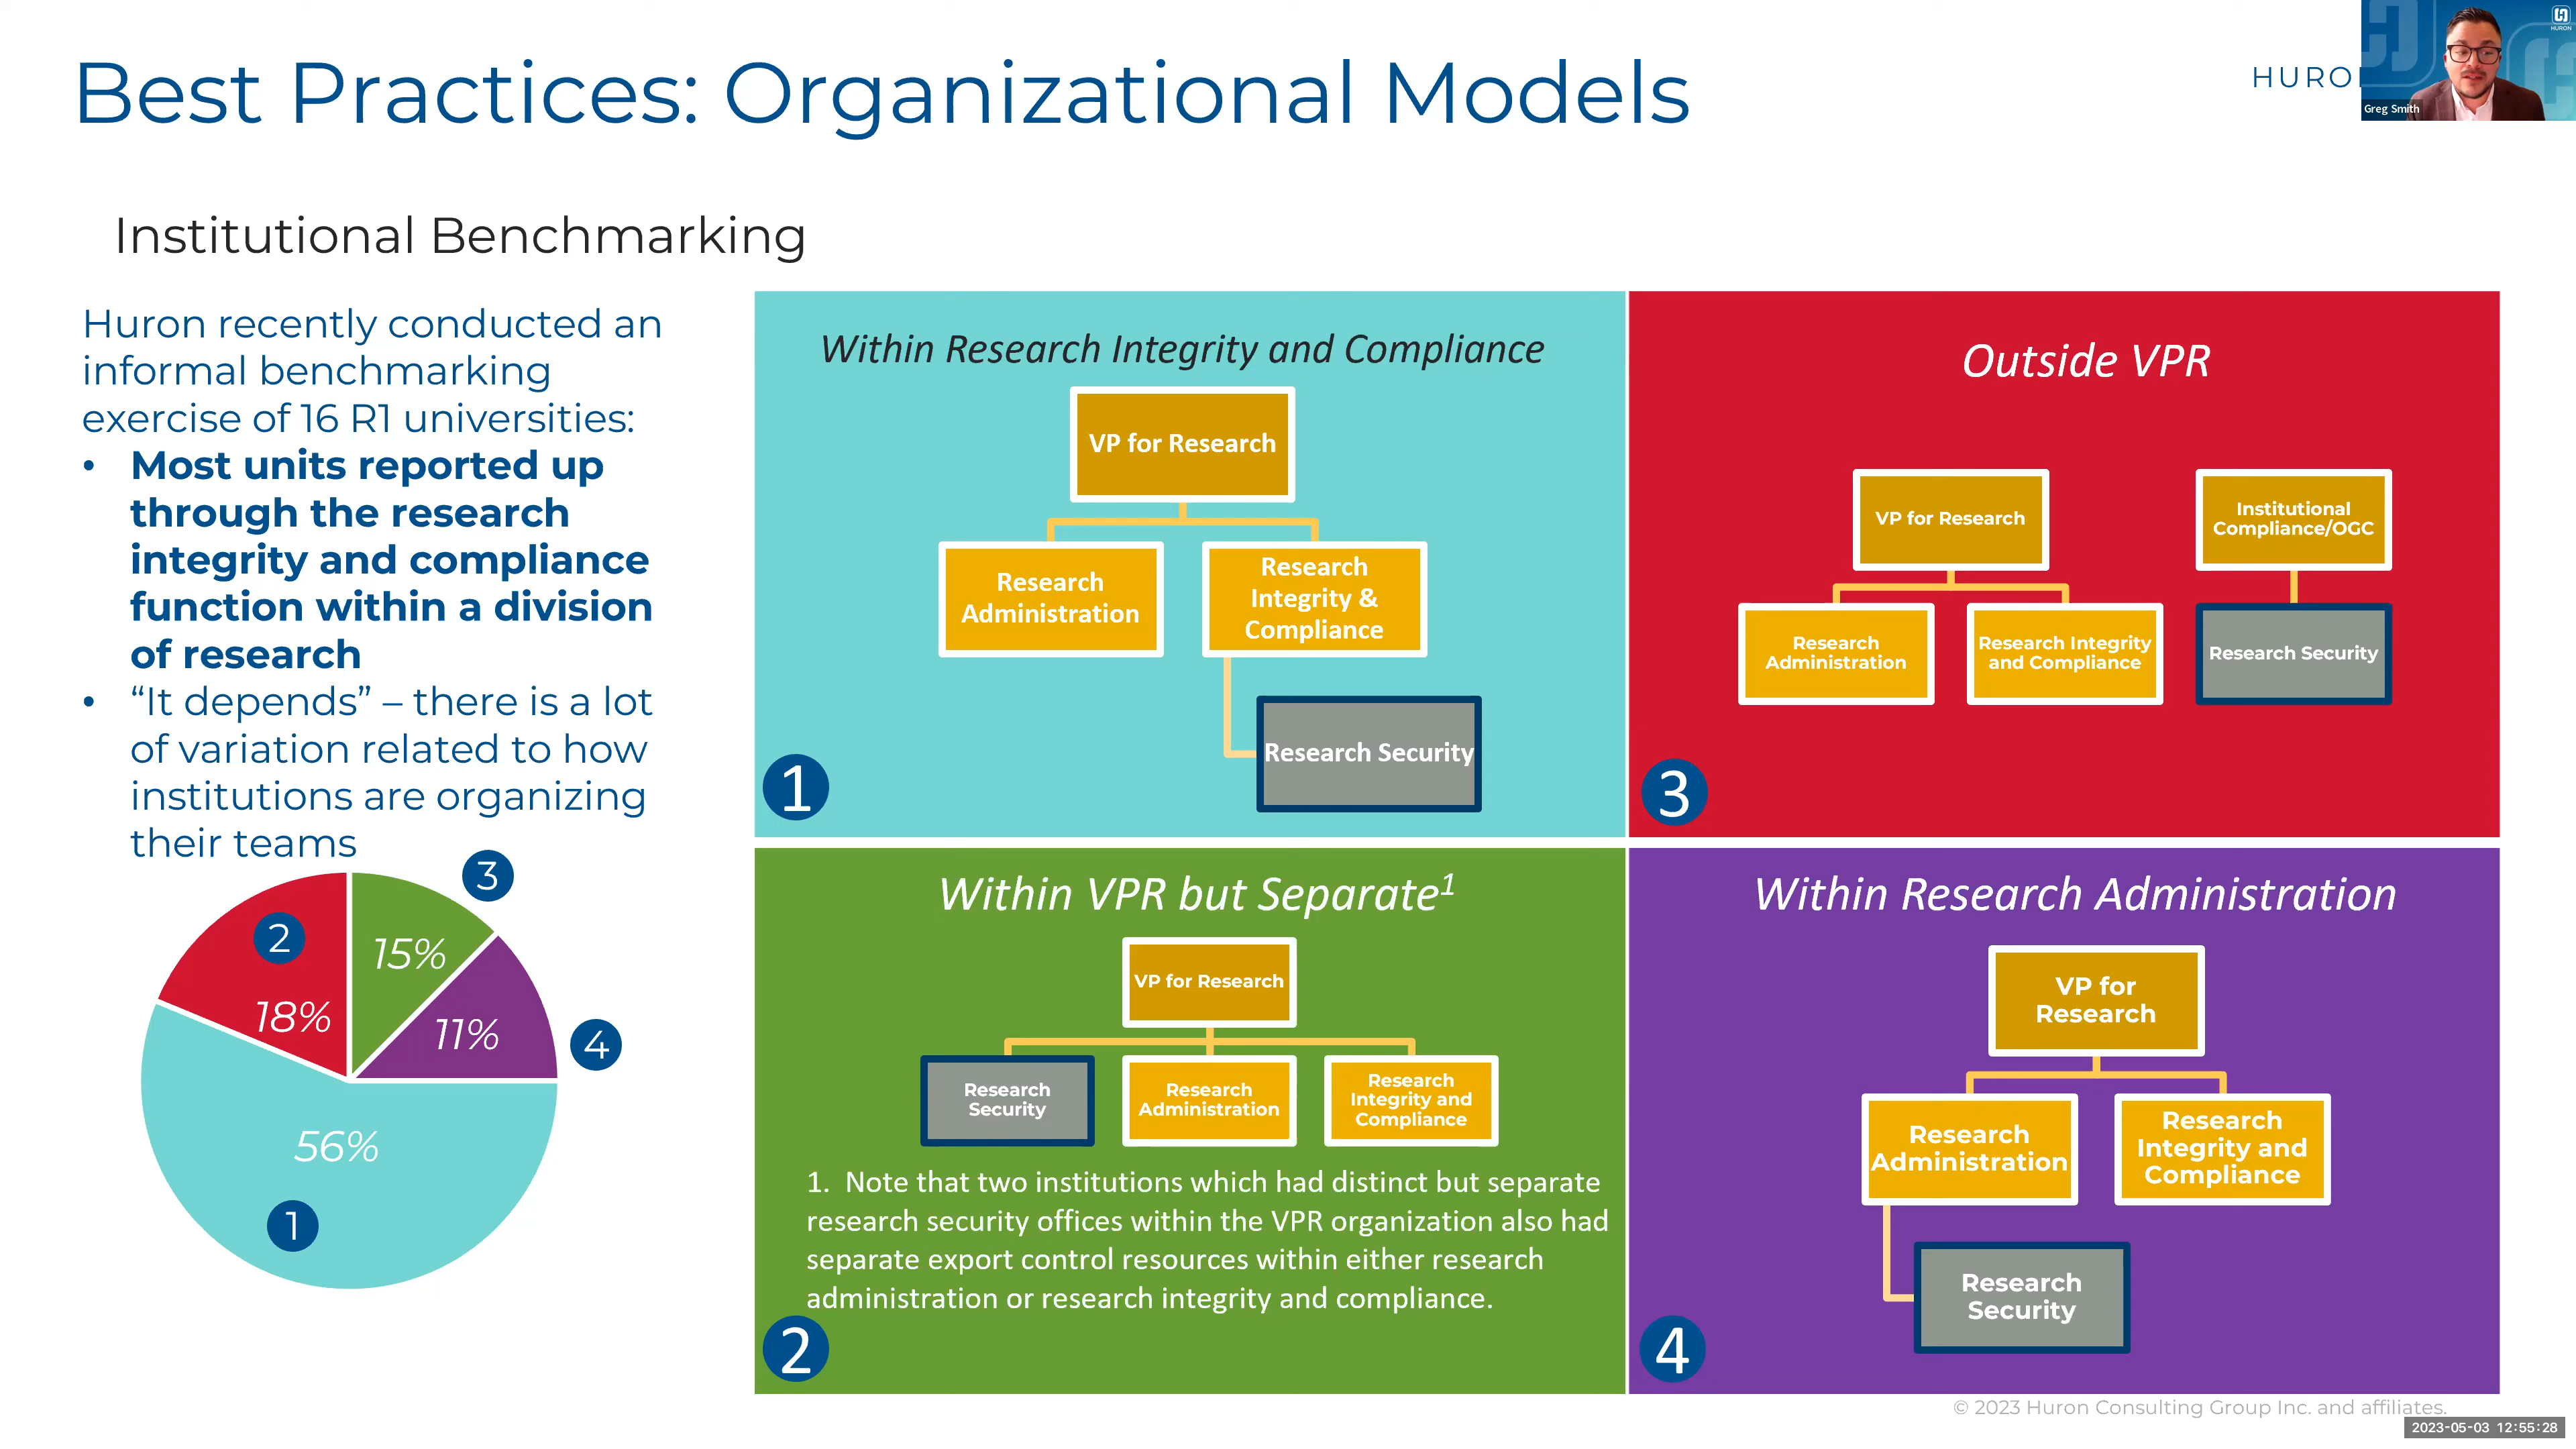 Best Practices: Organizational Models
HURO
Greg Smith
HURON
Institutional Benchmarking
Huron recently conducted an
informal benchmarking
exercise of 16 R1 universities:
• Most units reported up
through the research
integrity and compliance
function within a division
of research
• “It depends” – there is a lot
of variation related to how
institutions are organizing
their teams
3
2
15%
18%
11%
4
56%
1
Within Research Integrity and Compliance
VP for Research
Research
Administration
Research
Integrity &
Compliance
Research Security
1
Outside VPR
VP for Research
Institutional
Compliance/OGC
Research
Administration
Research Integrity
and Compliance
Research Security
3
Within VPR but Separate1
VP for Research
Research
Security
Research
Administration
Research
Integrity and
Compliance
1. Note that two institutions which had distinct but separate
research security offices within the VPR organization also had
separate export control resources within either research
administration or research integrity and compliance.
2
Within Research Administration
VP for
Research
Research
Administration
Research
Integrity and
Compliance
Research
Security
4
© 2023 Huron Consulting Group Inc. and affiliates.
2023-05-03 12:55:28